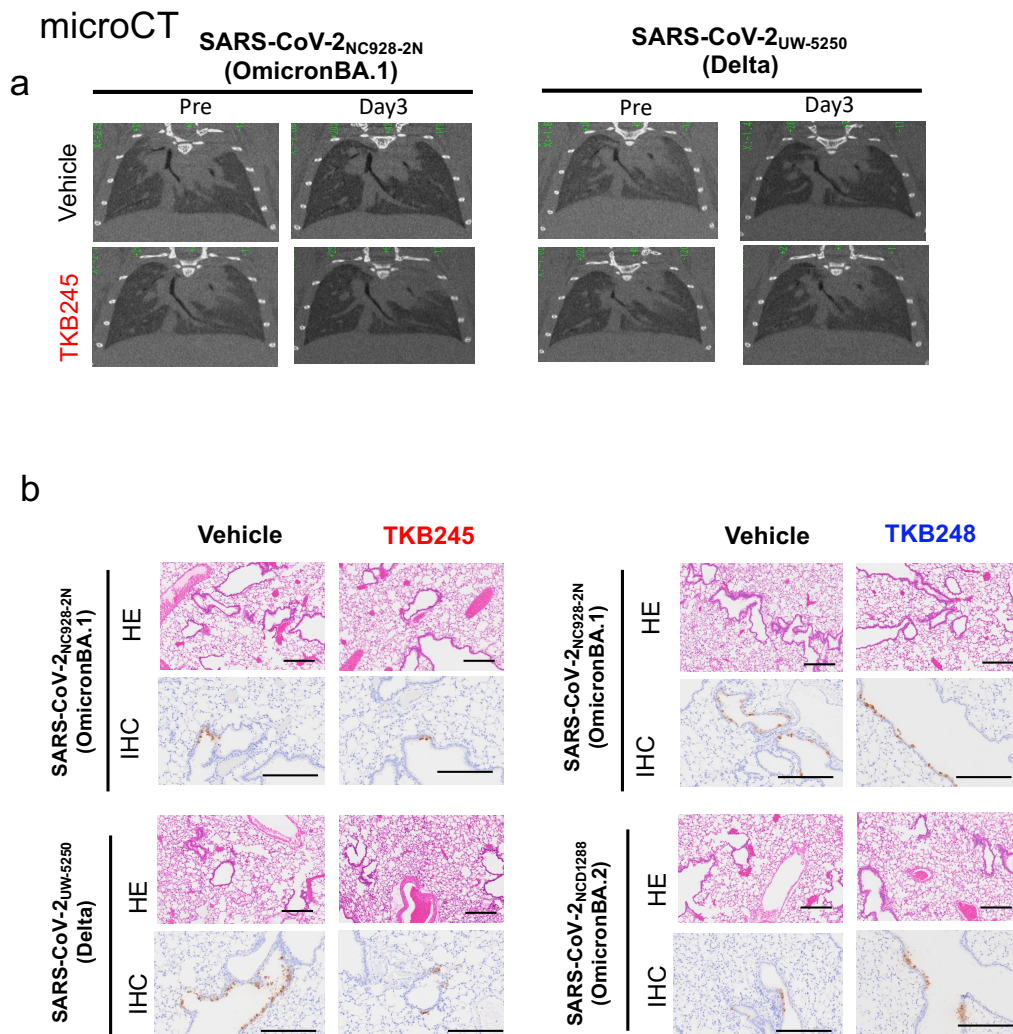 microCT
a
SARS-CoV-2NC928-2N
(OmicronBA.1)
SARS-CoV-2UW-5250
(Delta)
Pre
Day3
Pre
Day3
Vehicle
TKB245
b
Vehicle
TKB245
Vehicle
TKB248
SARS-CoV-2NC928-2N
(OmicronBA.1)
HE
IHC
SARS-CoV-2NC928-2N
(OmicronBA.1)
HE
IHC
SARS-CoV-2UW-5250
(Delta)
HE
IHC
SARS-CoV-2NCD1288
(OmicronBA.2)
HE
IHC